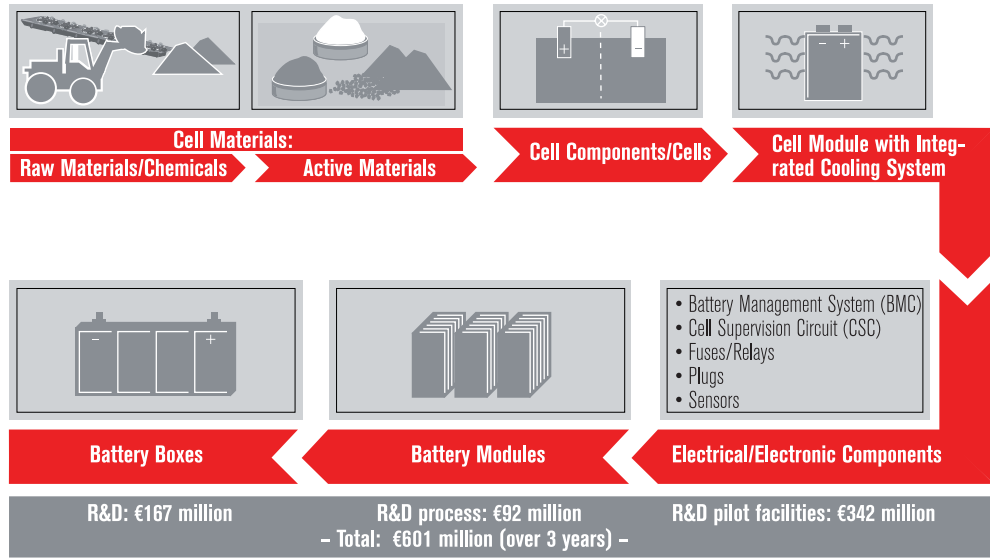 Cell Materials:
Raw Materials/Chemicals
Active Materials
Cell Components/Cells
Cell Module with Integ-
rated Cooling System
• Battery Management System (BMC)
• Cell Supervision Circuit (CSC)
• Fuses/Relays
• Plugs
• Sensors
Electrical/Electronic Components
Battery Modules
Battery Boxes
R&D: €167 million
R&D process: €92 million
R&D pilot facilities: €342 million
– Total: €601 million (over 3 years) –